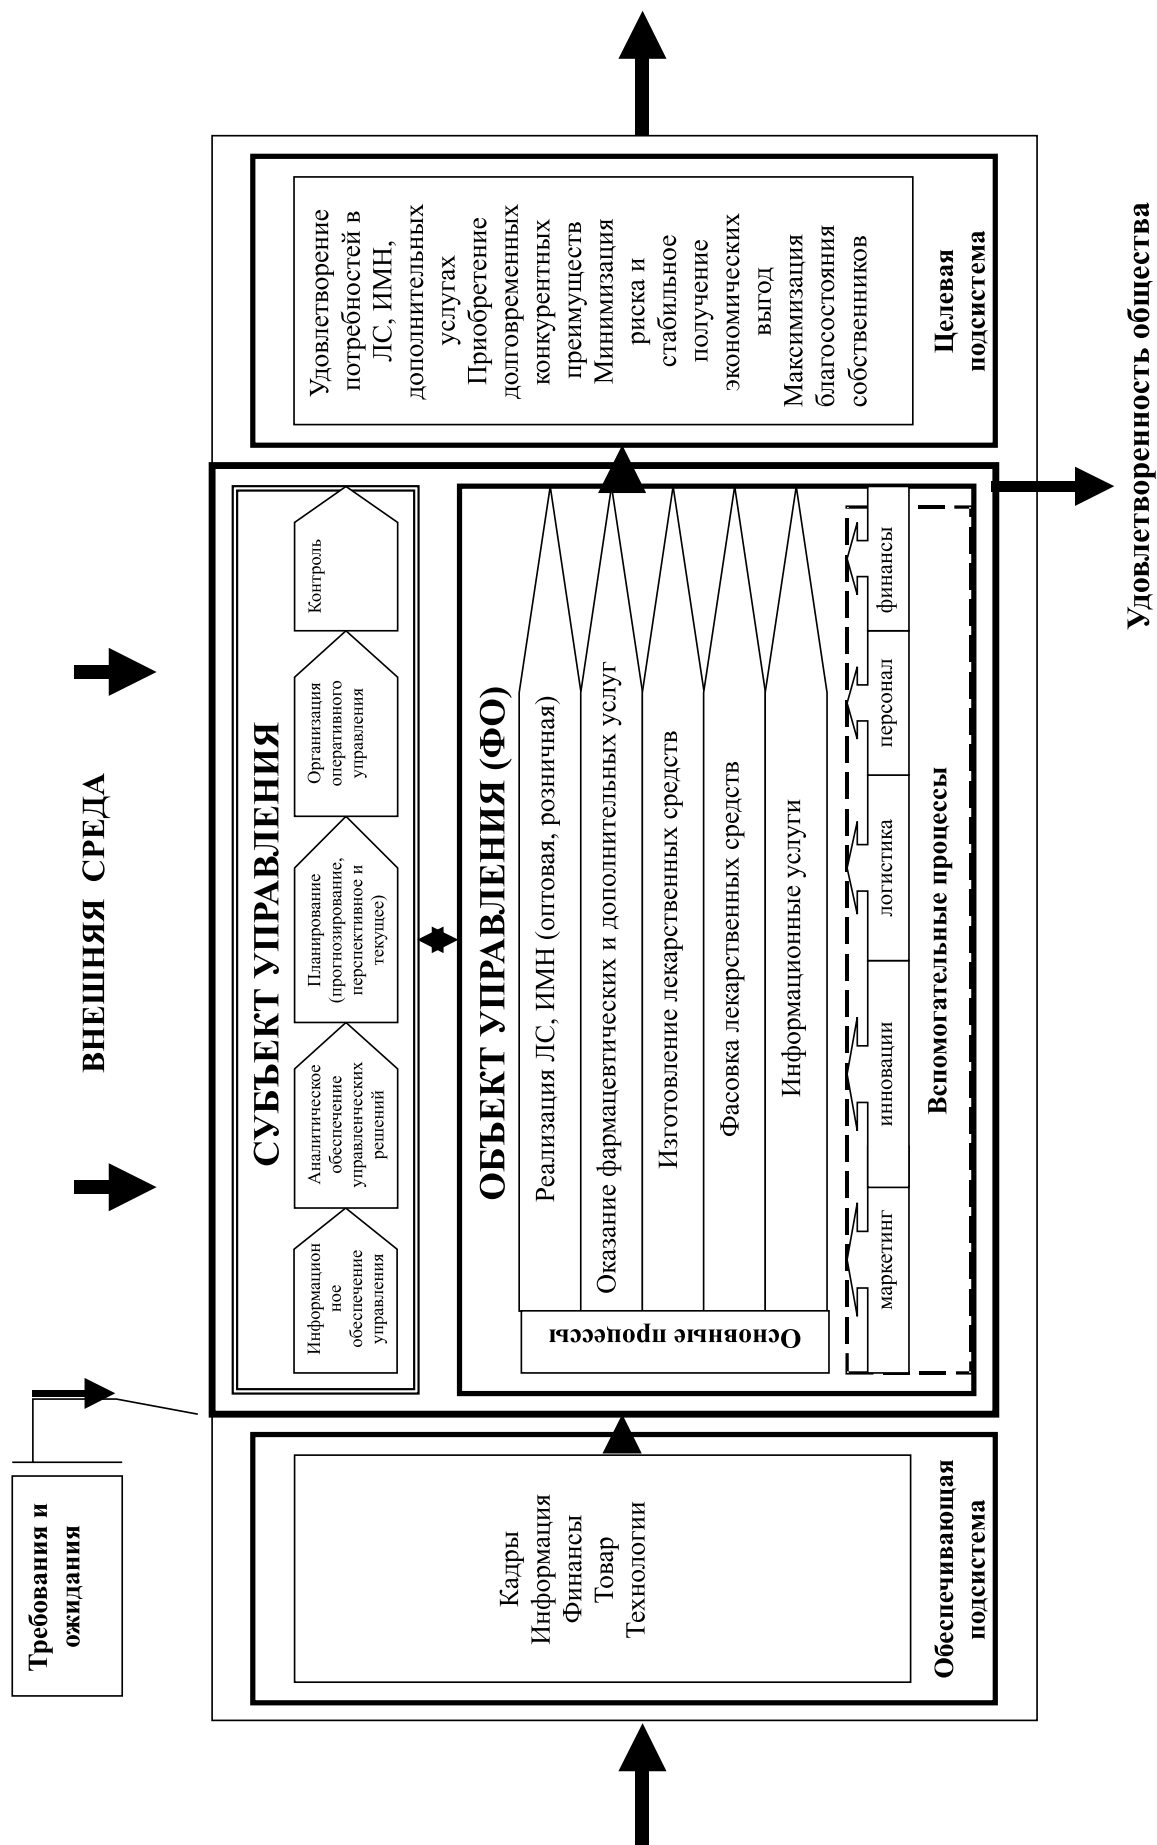 Требования и
ожидания
ВНЕШНЯЯ СРЕДА
СУБЪЕКТ УПРАВЛЕНИЯ
Информацион
ное
обеспечение
управления
Аналитическое
обеспечение
управленческих
решений
Планирование
(прогнозирование,
перспективное и
текущее)
Организация
оперативного
управления
Контроль
ОБЪЕКТ УПРАВЛЕНИЯ (ФО)
Основные процессы
Реализация ЛС, ИМН (оптовая, розничная)
Оказание фармацевтических и дополнительных услуг
Изготовление лекарственных средств
Фасовка лекарственных средств
Информационные услуги
маркетинг
инновации
логистика
персонал
финансы
Вспомогательные процессы
Кадры
Информация
Финансы
Товар
Технологии
Обеспечивающая
подсистема
Удовлетворение
потребностей в
ЛС, ИМН,
дополнительных
услугах
Приобретение
долговременных
конкурентных
преимуществ
Минимизация
риска и
стабильное
получение
экономических
выгод
Максимизация
благосостояния
собственников
Целевая
подсистема
Удовлетворенность общества